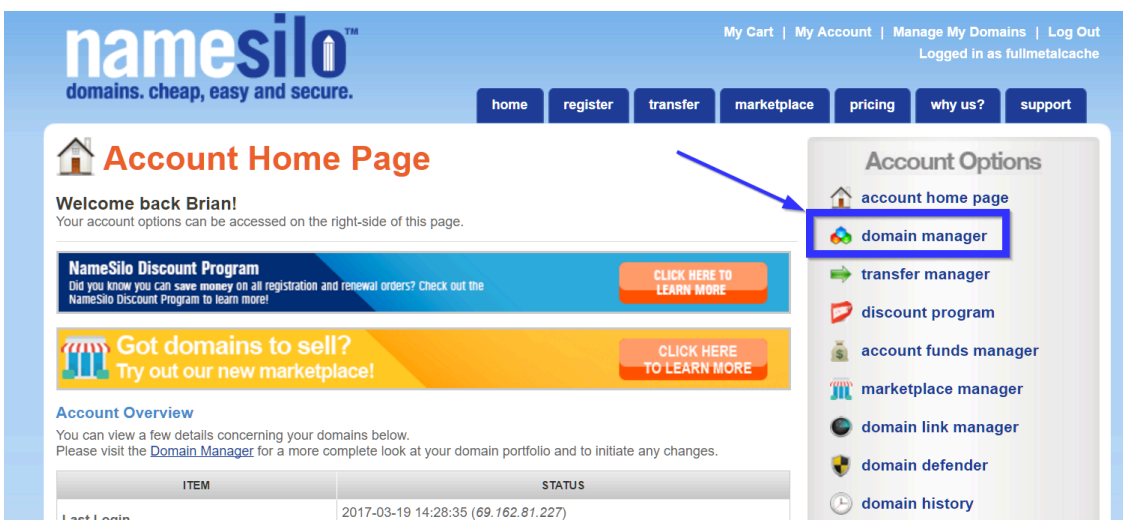 namesilo™
domains. cheap, easy and secure.
My Cart | My Account | Manage My Domains | Log Out
Logged in as fullmetalcache
home register transfer marketplace pricing why us? support
Account Home Page
Welcome back Brian!
Your account options can be accessed on the right-side of this page.
NameSilo Discount Program
Did you know you can save money on all registration and renewal orders? Check out the
NameSilo Discount Program to learn more!
CLICK HERE TO
LEARN MORE
Got domains to sell?
Try out our new marketplace!
CLICK HERE
TO LEARN MORE
Account Overview
You can view a few details concerning your domains below.
Please visit the Domain Manager for a more complete look at your domain portfolio and to initiate any changes.
ITEM STATUS
Last Login 2017-03-19 14:28:35 (69.162.81.227)
Account Options
account home page
domain manager
transfer manager
discount program
account funds manager
marketplace manager
domain link manager
domain defender
domain history